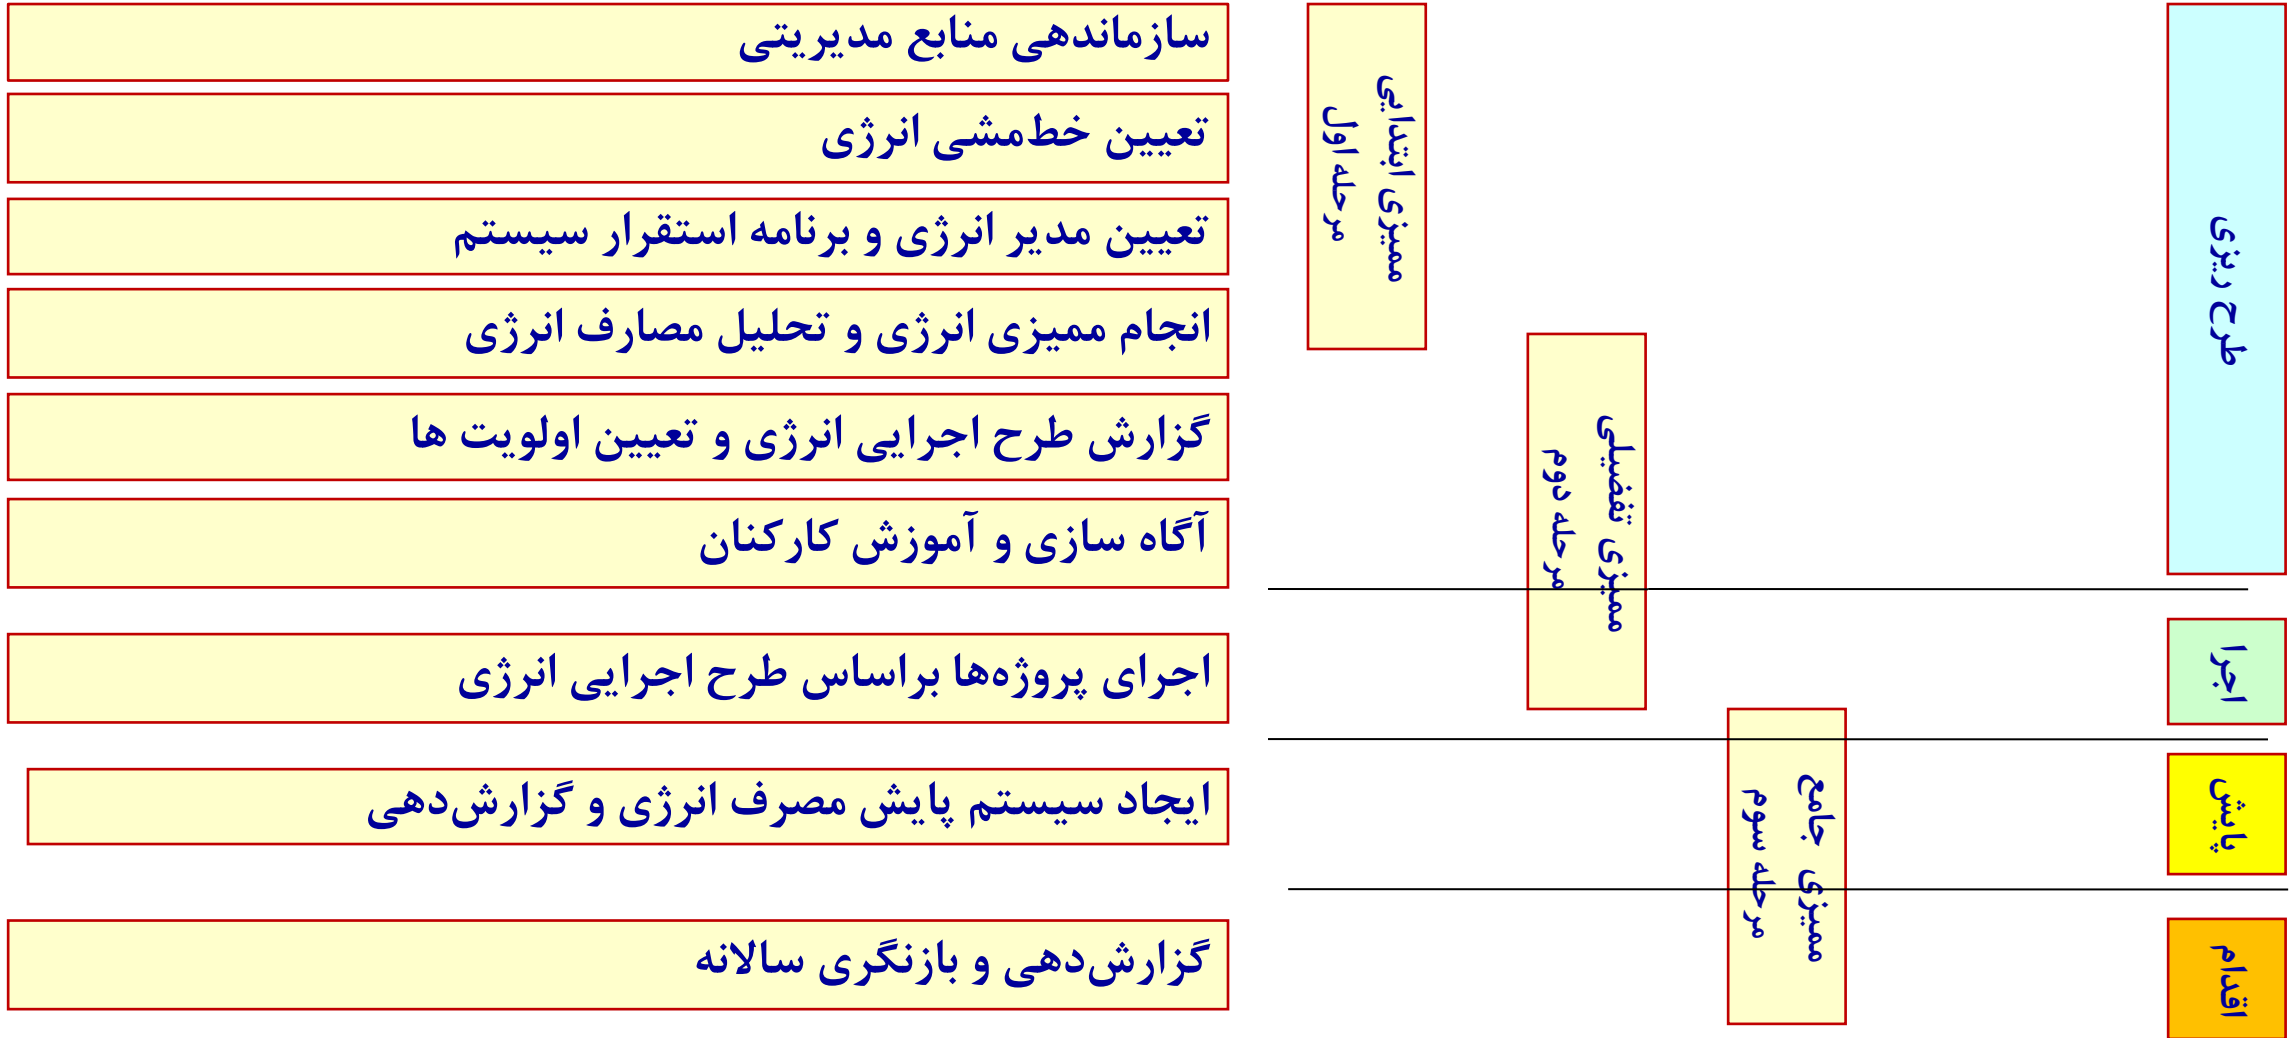 سازماندهی منابع مدیریتی
تعیین خط‌مشی انرژی
تعیین مدیر انرژی و برنامه استقرار سیستم
انجام ممیزی انرژی و تحلیل مصارف انرژی
گزارش طرح اجرایی انرژی و تعیین اولویت ها
آگاه سازی و آموزش کارکنان
اجرای پروژه‌ها براساس طرح اجرایی انرژی
ایجاد سیستم پایش مصرف انرژی و گزارش‌دهی
گزارش‌دهی و بازنگری سالانه
ممیزی ابتدایی
مرحله اول
ممیزی تفضیلی
مرحله دوم
ممیزی جامع
مرحله سوم
طرح ریزی
اجرا
پایش
اقدام